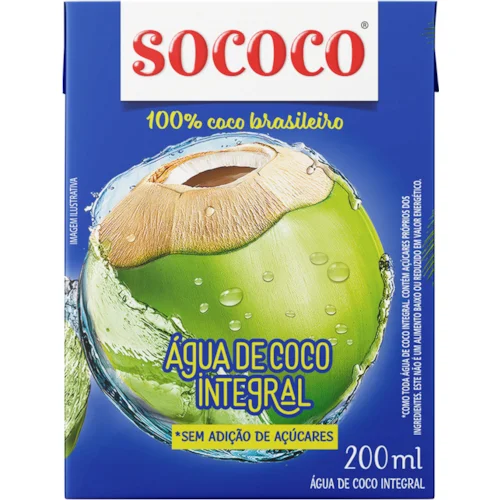 SOCOCO®
100% coco brasileiro
IMAGEM ILUSTRATIVA
ÁGUA DE COCO
INTEGRAL
*SEM ADIÇÃO DE AÇÚCARES
*COMO TODA ÁGUA DE COCO INTEGRAL, CONTÉM AÇÚCARES PRÓPRIOS DOS
INGREDIENTES. ESTE NÃO É UM ALIMENTO BAIXO OU REDUZIDO EM VALOR ENERGÉTICO.
200ml
ÁGUA DE COCO INTEGRAL